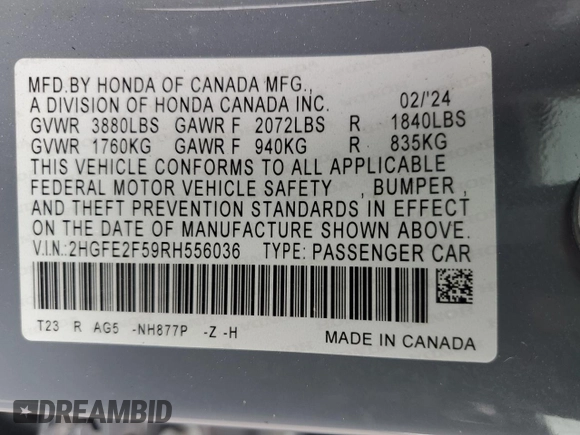 MFD.BY HONDA OF CANADA MFG.,
A DIVISION OF HONDA CANADA INC. 02/'24
GVWR 3880LBS GAWR F 2072LBS R 1840LBS
GVWR 1760KG GAWR F 940KG R 835KG
THIS VEHICLE CONFORMS TO ALL APPLICABLE
FEDERAL MOTOR VEHICLE SAFETY , BUMPER ,
AND THEFT PREVENTION STANDARDS IN EFFECT
ON THE DATE OF MANUFACTURE SHOWN ABOVE.
V.I.N.:2HGFE2F59RH556036 TYPE: PASSENGER CAR
T23 R AG5 -NH877P -Z -H
MADE IN CANADA
DREAMBID